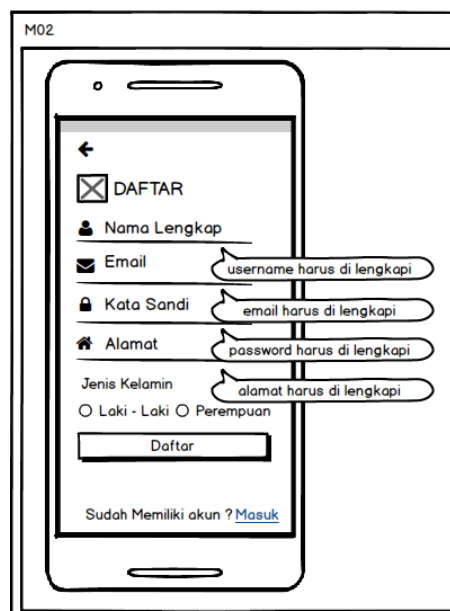 M02
DAFTAR
Nama Lengkap
Email
username harus di lengkapi
Kata Sandi
email harus di lengkapi
Alamat
password harus di lengkapi
Jenis Kelamin
alamat harus di lengkapi
Laki - Laki Perempuan
Daftar
Sudah Memiliki akun ? Masuk